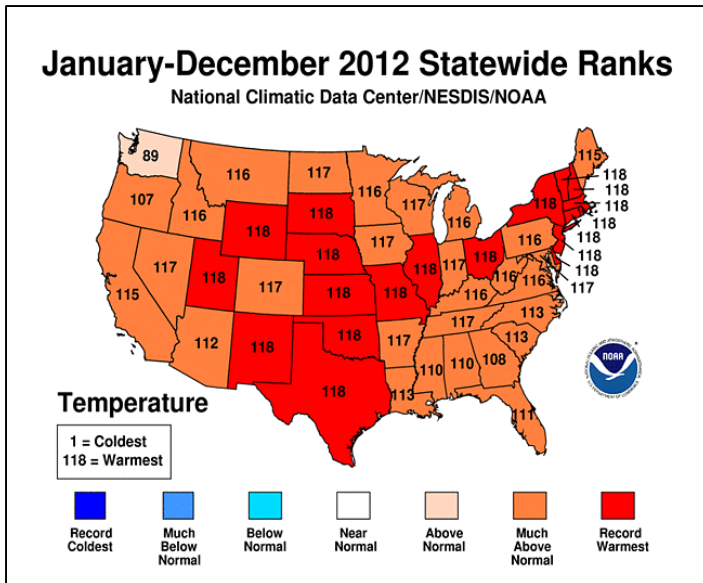 January-December 2012 Statewide Ranks
National Climatic Data Center/NESDIS/NOAA
89
116
117
116
115
118
118
118
118
118
118
118
118
117
107
116
118
118
117
116
118
116
115
117
118
117
118
118
117
118
118
117
118
116
116
116
112
118
118
117
117
113
113
118
113
110
110
108
111
NOAA
Temperature
1 = Coldest
118 = Warmest
Record
Coldest
Much
Below
Normal
Below
Normal
Near
Normal
Above
Normal
Much
Above
Normal
Record
Warmest